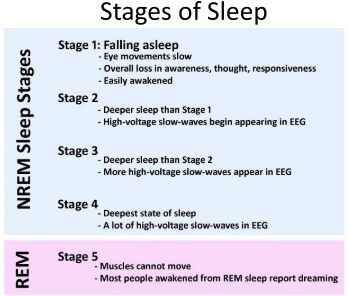 Stages of Sleep
NREM Sleep Stages
Stage 1: Falling asleep
- Eye movements slow
- Overall loss in awareness, thought, responsiveness
- Easily awakened
Stage 2
- Deeper sleep than Stage 1
- High-voltage slow-waves begin appearing in EEG
Stage 3
- Deeper sleep than Stage 2
- More high-voltage slow-waves appear in EEG
Stage 4
- Deepest state of sleep
- A lot of high-voltage slow-waves in EEG
REM
Stage 5
- Muscles cannot move
- Most people awakened from REM sleep report dreaming